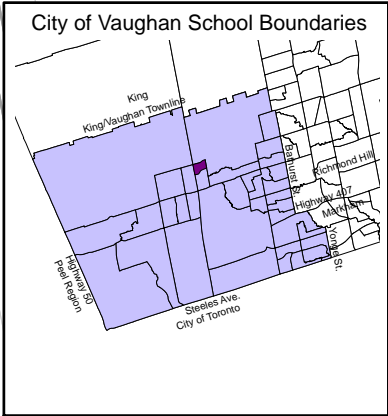 City of Vaughan School Boundaries
King
King/Vaughan Townline
Bathurst St.
Richmond Hill
Highway 407
Markham
Yonge St.
Highway 50
Peel Region
Steeles Ave.
City of Toronto